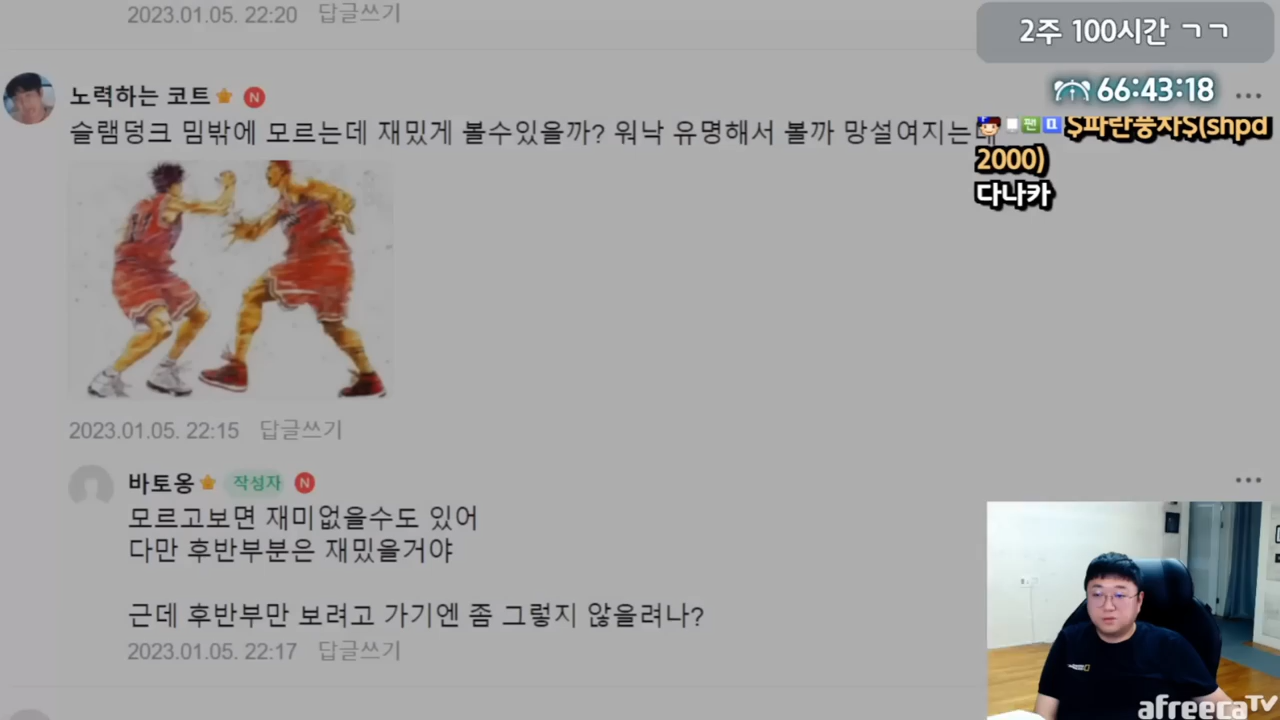 2023.01.05. 22:20 답글쓰기
2주 100시간 ㄱㄱ
66:43:18
노력하는 코트 N
슬램덩크 밈밖에 모르는데 재밌게 볼수있을까? 워낙 유명해서 볼까 망설여지는데
팬 $파란풍차$(shpd
2000)
다나카
2023.01.05. 22:15 답글쓰기
바토옹 작성자 N
모르고보면 재미없을수도 있어
다만 후반부분은 재밌을거야
근데 후반부만 보려고 가기엔 좀 그렇지 않을려나?
2023.01.05. 22:17 답글쓰기
afreecaTV